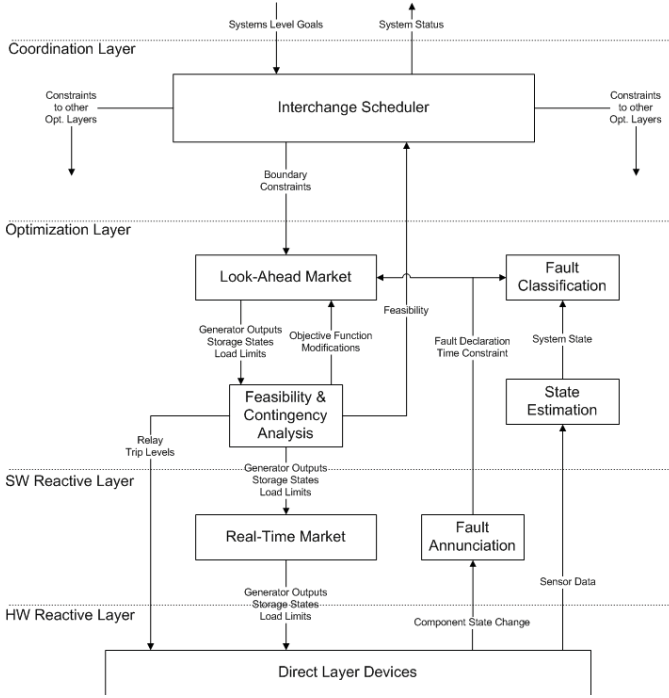 Systems Level Goals
System Status
Coordination Layer
Constraints
to other
Opt. Layers
Interchange Scheduler
Constraints
to other
Opt. Layers
Boundary
Constraints
Optimization Layer
Look-Ahead Market
Fault
Classification
Feasibility
Generator Outputs
Storage States
Load Limits
Objective Function
Modifications
Fault Declaration
Time Constraint
System State
Feasibility &
Contingency
Analysis
State
Estimation
Relay
Trip Levels
SW Reactive Layer
Generator Outputs
Storage States
Load Limits
Real-Time Market
Fault
Annunciation
Sensor Data
HW Reactive Layer
Generator Outputs
Storage States
Load Limits
Component State Change
Direct Layer Devices